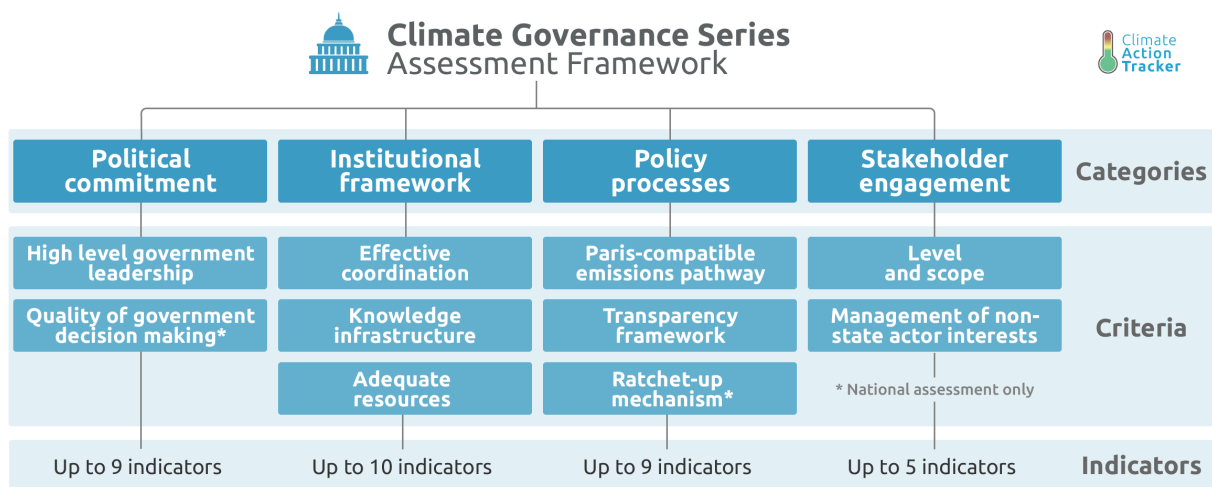 Climate Governance Series
Assessment Framework
Climate
Action
Tracker
Political
commitment
Institutional
framework
Policy
processes
Stakeholder
engagement
Categories
High level government
leadership
Effective
coordination
Paris-compatible
emissions pathway
Level
and scope
Quality of government
decision making*
Knowledge
infrastructure
Transparency
framework
Management of non-
state actor interests
Criteria
Adequate
resources
Ratchet-up
mechanism*
* National assessment only
Up to 9 indicators
Up to 10 indicators
Up to 9 indicators
Up to 5 indicators
Indicators